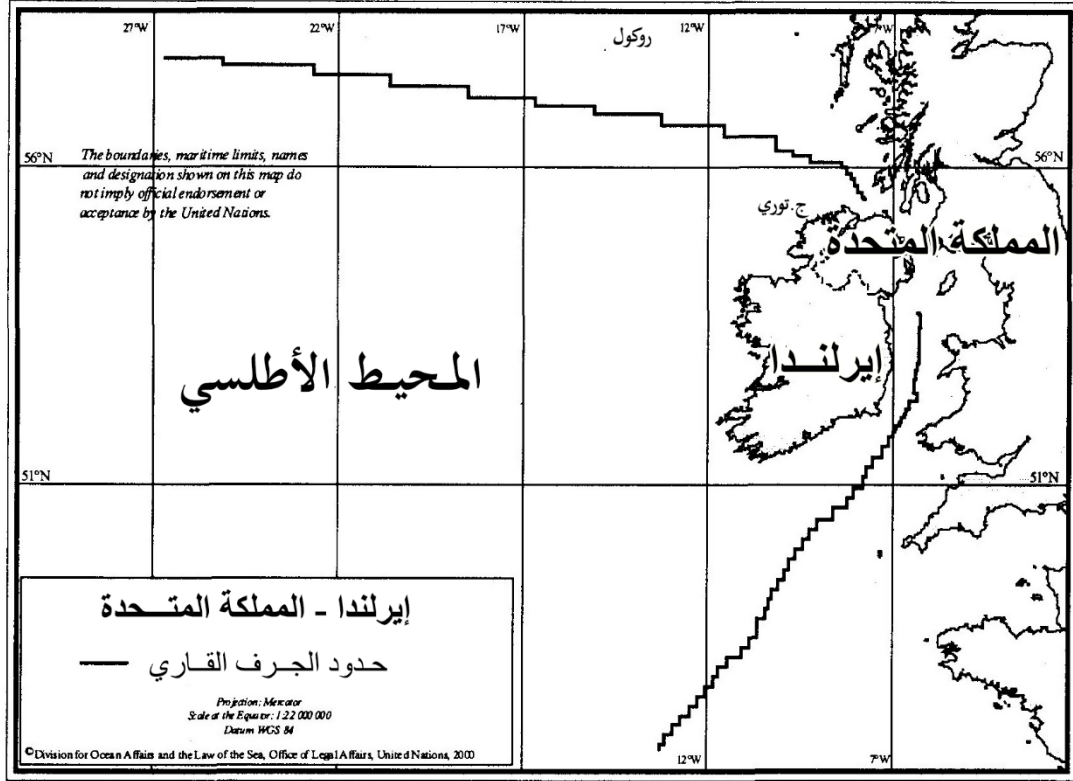 27°W 22°W 17°W 12°W 7°W
روكول
56°N 56°N
The boundaries, maritime limits, names
and designation shown on this map do
not imply official endorsement or
acceptance by the United Nations.
ج. توري
المملكة المتحدة
إيرلندا
المحيط الأطلسي
51°N 51°N
إيرلندا - المملكة المتحدة
حدود الجرف القاري
Projection: Mercator
Scale at the Equator: 1:22 000 000
Datum WGS 84
©Division for Ocean Affairs and the Law of the Sea, Office of Legal Affairs, United Nations, 2000
12°W 7°W